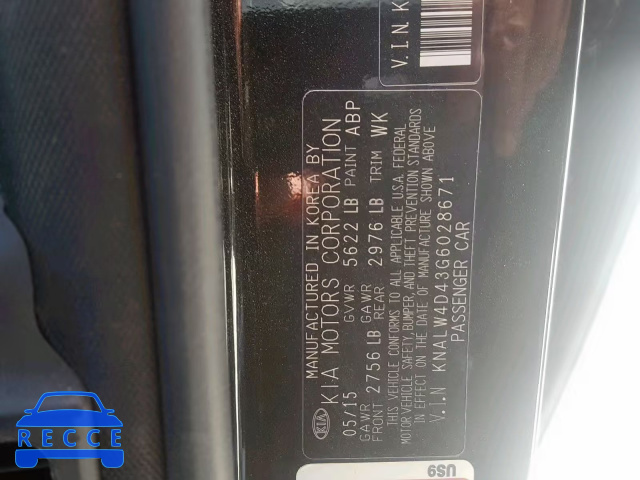 V.I.N. K
MANUFACTURED IN KOREA BY
KIA MOTORS CORPORATION
KIA
05/15 GVWR 5622 LB PAINT ABP
GAWR GAWR
FRONT 2756 LB REAR 2976 LB TRIM WK
THIS VEHICLE CONFORMS TO ALL APPLICABLE U.S.A. FEDERAL
MOTOR VEHICLE SAFETY, BUMPER, AND THEFT PREVENTION STANDARDS
IN EFFECT ON THE DATE OF MANUFACTURE SHOWN ABOVE
V.I.N KNALW4D43G6028671
PASSENGER CAR
US9
RECCE